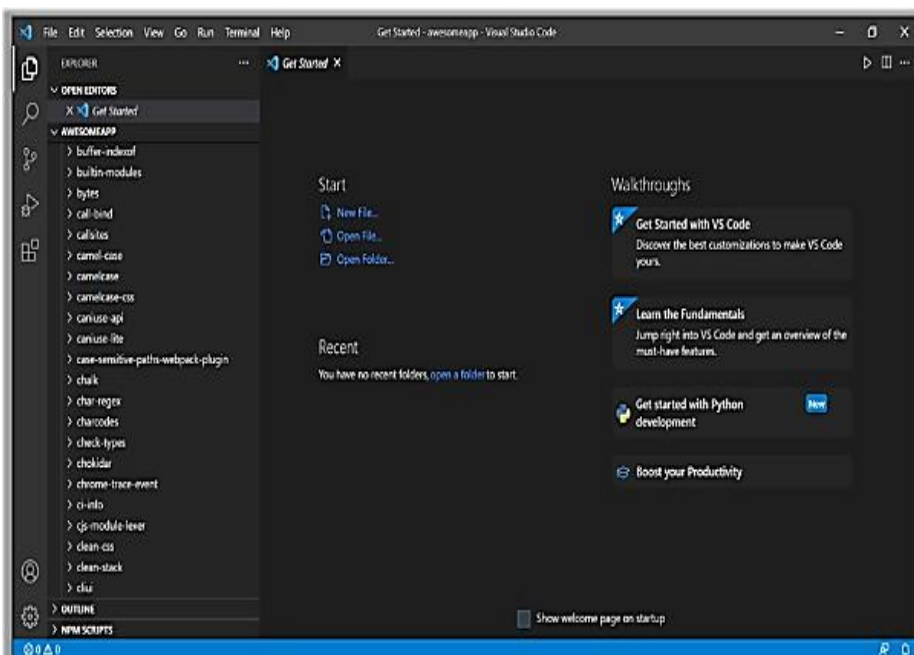 File Edit Selection View Go Run Terminal Help
Get Started - awesomeapp - Visual Studio Code
EXPLORER
OPEN EDITORS
Get Started
AWESOMEAPP
buffer-indexof
builtin-modules
bytes
call-bind
callsites
camel-case
camelcase
camelcase-css
caniuse-api
caniuse-lite
case-sensitive-paths-webpack-plugin
chalk
char-regex
charcodes
check-types
chokidar
chrome-trace-event
ci-info
cjs-module-lexer
clean-css
clean-stack
cliui
OUTLINE
NPM SCRIPTS
0 0
Get Started
Start
New File...
Open File...
Open Folder...
Recent
You have no recent folders, open a folder to start.
Walkthroughs
Get Started with VS Code
Discover the best customizations to make VS Code
yours.
Learn the Fundamentals
Jump right into VS Code and get an overview of the
must-have features.
Get started with Python
development
New
Boost your Productivity
Show welcome page on startup